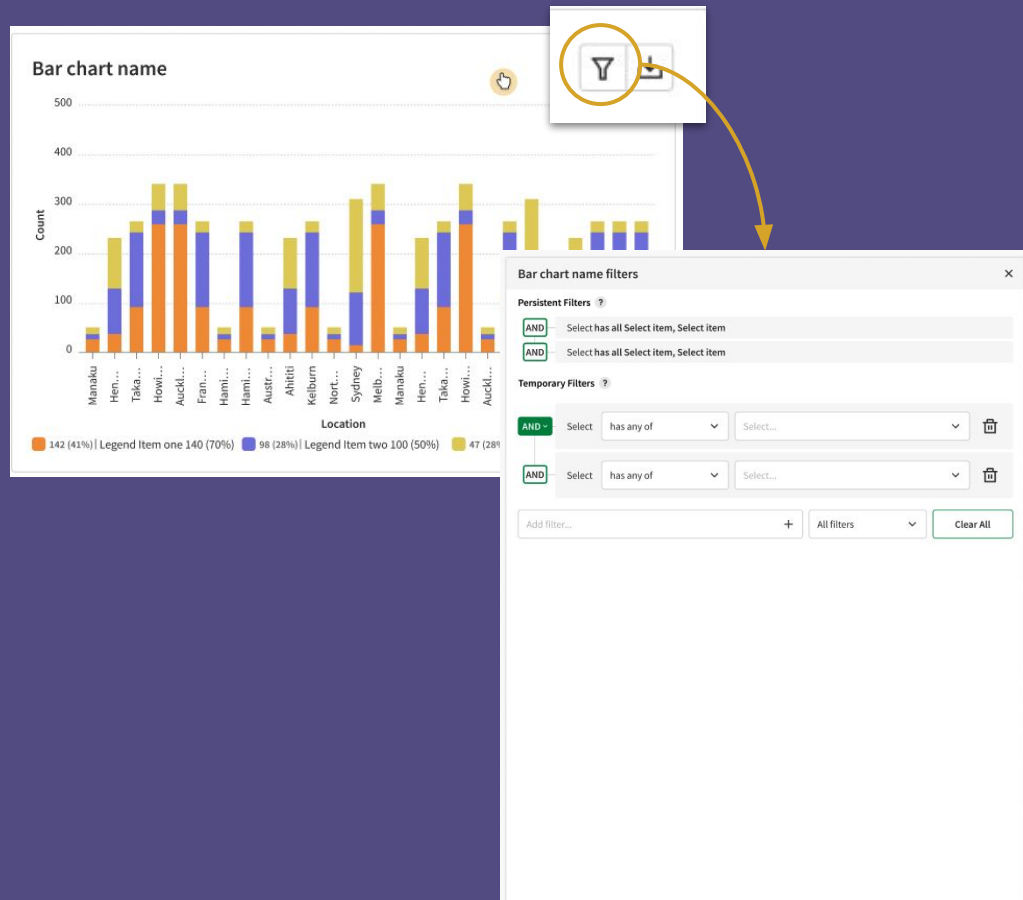 Bar chart name
500
400
300
200
100
0
Count
Manaku
Hen...
Taka...
Howi...
Auckl...
Fran...
Hami...
Hami...
Austr...
Ahititi
Kelburn
Nort...
Sydney
Melb...
Manaku
Hen...
Taka...
Howi...
Auckl...
Location
142 (41%)| Legend Item one 140 (70%) 98 (28%)| Legend Item two 100 (50%) 47 (28%
Bar chart name filters
Persistent Filters ?
AND Select has all Select item, Select item
AND Select has all Select item, Select item
Temporary Filters ?
AND Select has any of Select...
AND Select has any of Select...
Add filter... + All filters Clear All